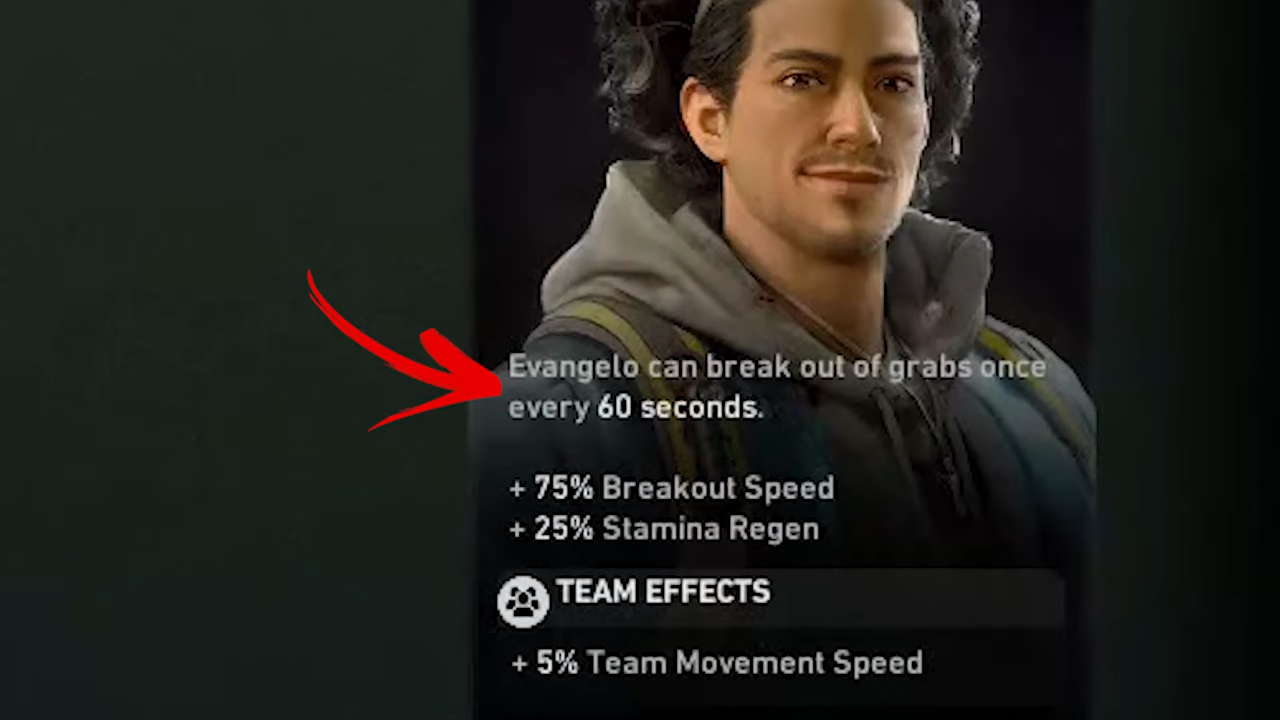 Evangelo can break out of grabs once
every 60 seconds.
+ 75% Breakout Speed
+ 25% Stamina Regen
TEAM EFFECTS
+ 5% Team Movement Speed